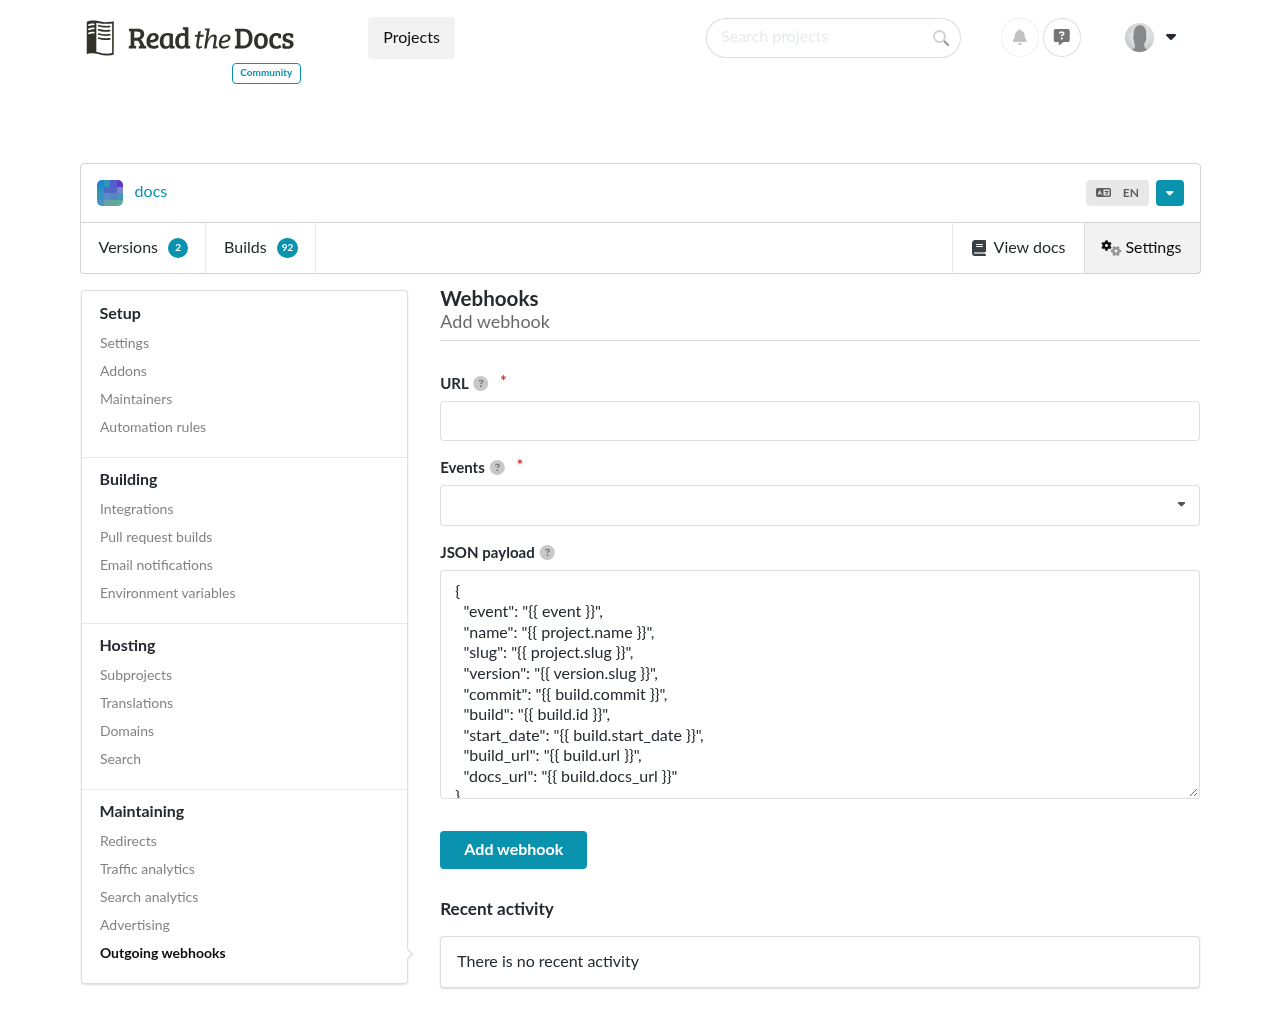 Read the Docs
Community
Projects
Search projects
docs
EN
Versions 2
Builds 92
View docs
Settings
Setup
Settings
Addons
Maintainers
Automation rules
Building
Integrations
Pull request builds
Email notifications
Environment variables
Hosting
Subprojects
Translations
Domains
Search
Maintaining
Redirects
Traffic analytics
Search analytics
Advertising
Outgoing webhooks
Webhooks
Add webhook
URL ? *
Events ? *
JSON payload ?
{
"event": "{{ event }}",
"name": "{{ project.name }}",
"slug": "{{ project.slug }}",
"version": "{{ version.slug }}",
"commit": "{{ build.commit }}",
"build": "{{ build.id }}",
"start_date": "{{ build.start_date }}",
"build_url": "{{ build.url }}",
"docs_url": "{{ build.docs_url }}"
}
Add webhook
Recent activity
There is no recent activity